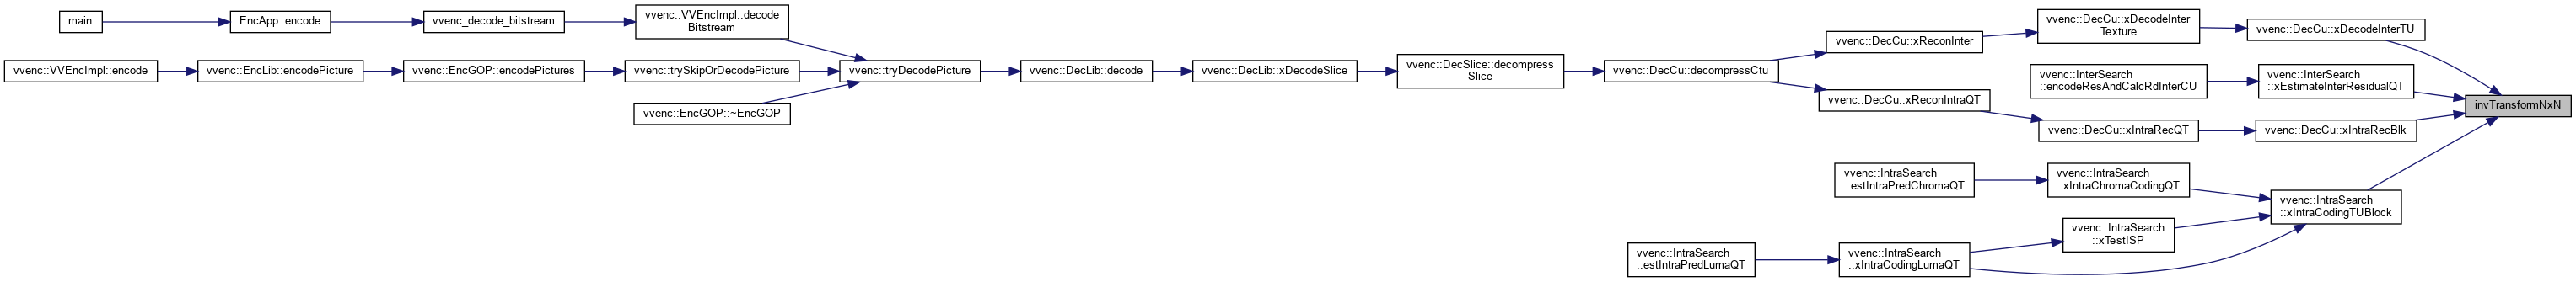 main
EncApp::encode
vvenc_decode_bitstream
vvenc::VVEncImpl::decode
Bitstream
vvenc::VVEncImpl::encode
vvenc::EncLib::encodePicture
vvenc::EncGOP::encodePictures
vvenc::trySkipOrDecodePicture
vvenc::EncGOP::~EncGOP
vvenc::tryDecodePicture
vvenc::DecLib::decode
vvenc::DecLib::xDecodeSlice
vvenc::DecSlice::decompress
Slice
vvenc::DecCu::decompressCtu
vvenc::DecCu::xReconInter
vvenc::DecCu::xDecodeInter
Texture
vvenc::DecCu::xDecodeInterTU
vvenc::InterSearch
::encodeResAndCalcRdInterCU
vvenc::InterSearch
::xEstimateInterResidualQT
invTransformNxN
vvenc::DecCu::xReconIntraQT
vvenc::DecCu::xIntraRecQT
vvenc::DecCu::xIntraRecBlk
vvenc::IntraSearch
::estIntraPredChromaQT
vvenc::IntraSearch
::xIntraChromaCodingQT
vvenc::IntraSearch
::xIntraCodingTUBlock
vvenc::IntraSearch
::xTestISP
vvenc::IntraSearch
::estIntraPredLumaQT
vvenc::IntraSearch
::xIntraCodingLumaQT